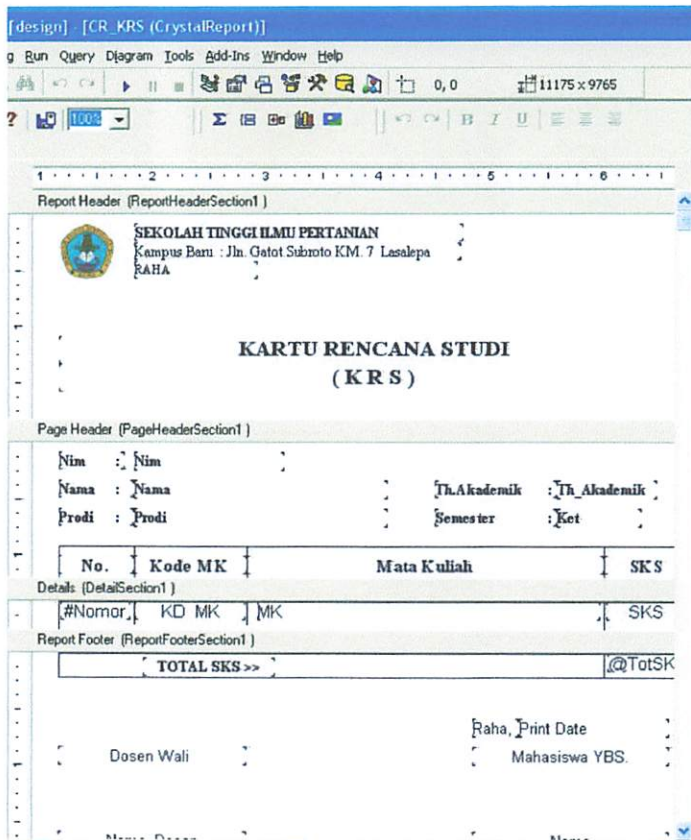 [design] - [CR_KRS (CrystalReport)]
g Run Query Diagram Tools Add-Ins Window Help
0, 0 11175 x 9765
? 100% Σ B I U
1 2 3 4 5 6
Report Header (ReportHeaderSection1)
SEKOLAH TINGGI ILMU PERTANIAN
Kampus Baru : Jln. Gatot Subroto KM. 7 Lasalepa
RAHA
KARTU RENCANA STUDI
( K R S )
Page Header (PageHeaderSection1)
Nim : Nim
Nama : Nama Th.Akademik : Th_Akademik
Prodi : Prodi Semester : Ket
No. Kode MK Mata Kuliah SKS
Details (DetailSection1)
#Nomor KD_MK MK SKS
Report Footer (ReportFooterSection1)
TOTAL SKS >> @TotSK
Raha, Print Date
Dosen Wali Mahasiswa YBS.
Nama_Dosen Nama